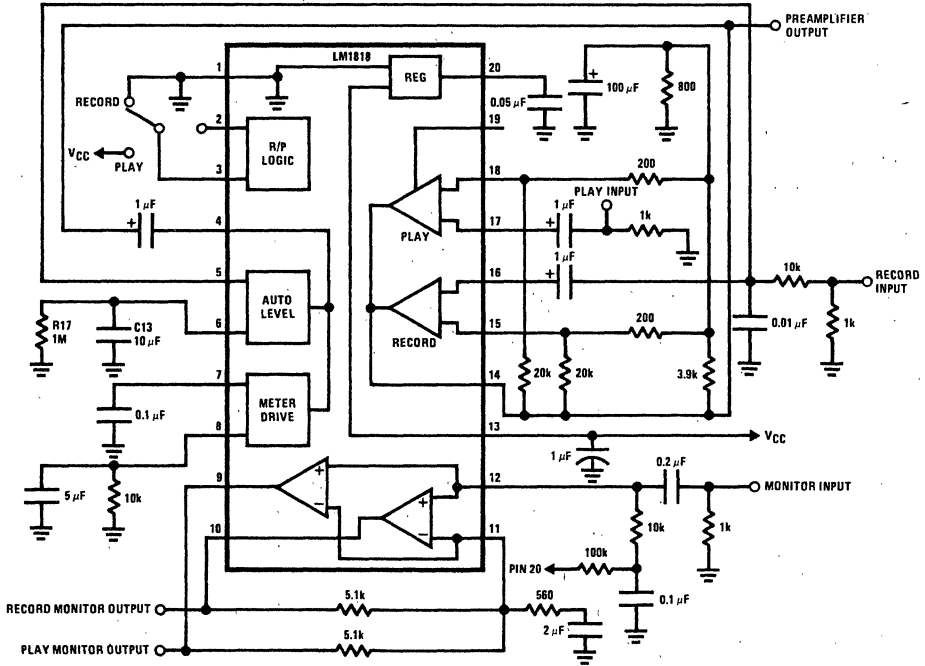 PREAMPLIFIER
OUTPUT
LM1818
1
REG
20
+
100 µF
800
0.05 µF
RECORD
2
19
R/P
LOGIC
VCC
PLAY
3
18
200
PLAY INPUT
1 µF
+
4
PLAY
17
1 µF
+
1k
5
16
1 µF
+
10k
RECORD
INPUT
AUTO
LEVEL
R17
1M
C13
10 µF
6
RECORD
15
200
0.01 µF
1k
7
14
20k
20k
3.9k
METER
DRIVE
0.1 µF
8
13
VCC
1 µF
0.2 µF
5 µF
10k
9
+
−
12
MONITOR INPUT
10
+
−
11
10k
1k
100k
PIN 20
0.1 µF
RECORD MONITOR OUTPUT
5.1k
560
2 µF
PLAY MONITOR OUTPUT
5.1k